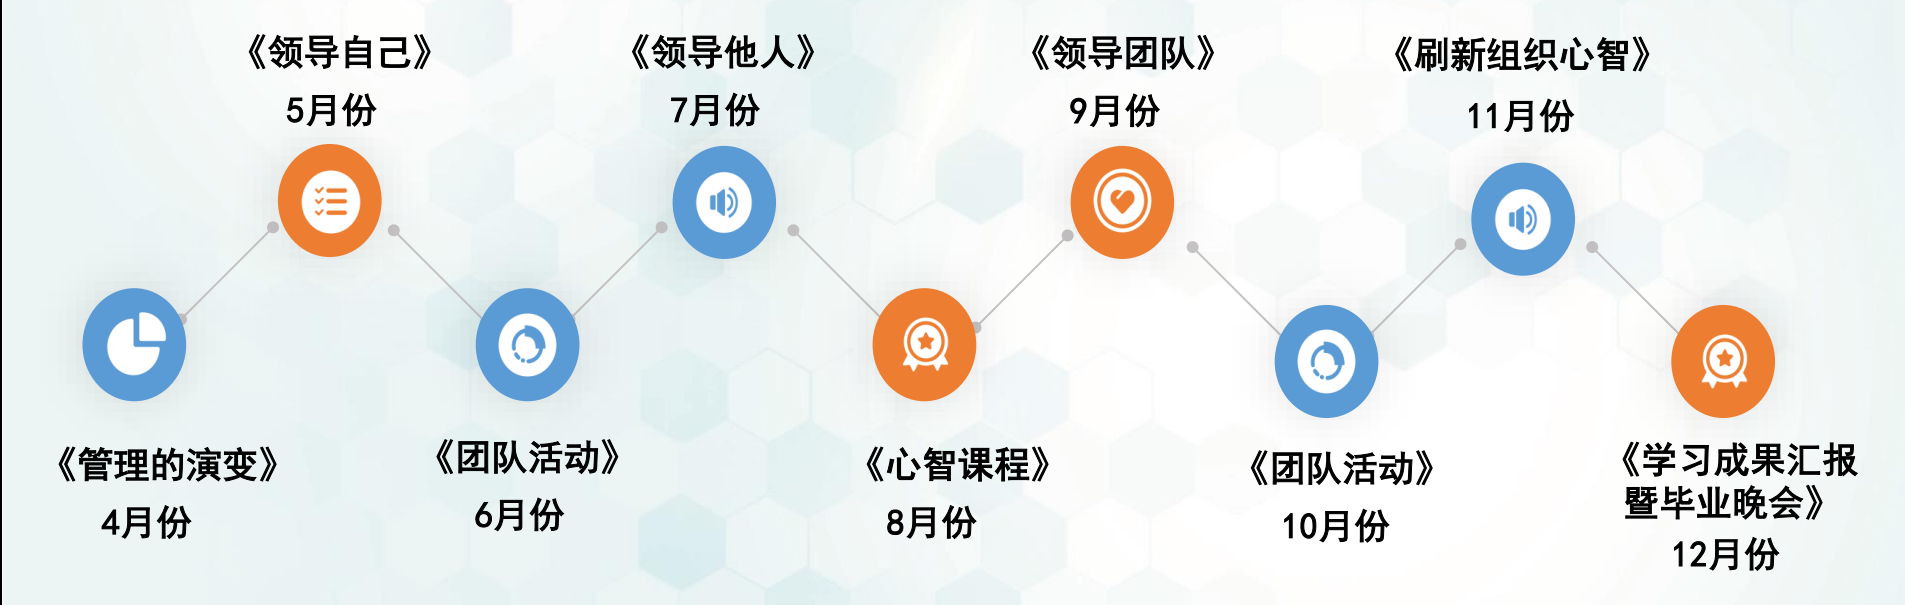 《管理的演变》
4月份
《领导自己》
5月份
《团队活动》
6月份
《领导他人》
7月份
《心智课程》
8月份
《领导团队》
9月份
《团队活动》
10月份
《刷新组织心智》
11月份
《学习成果汇报
暨毕业晚会》
12月份